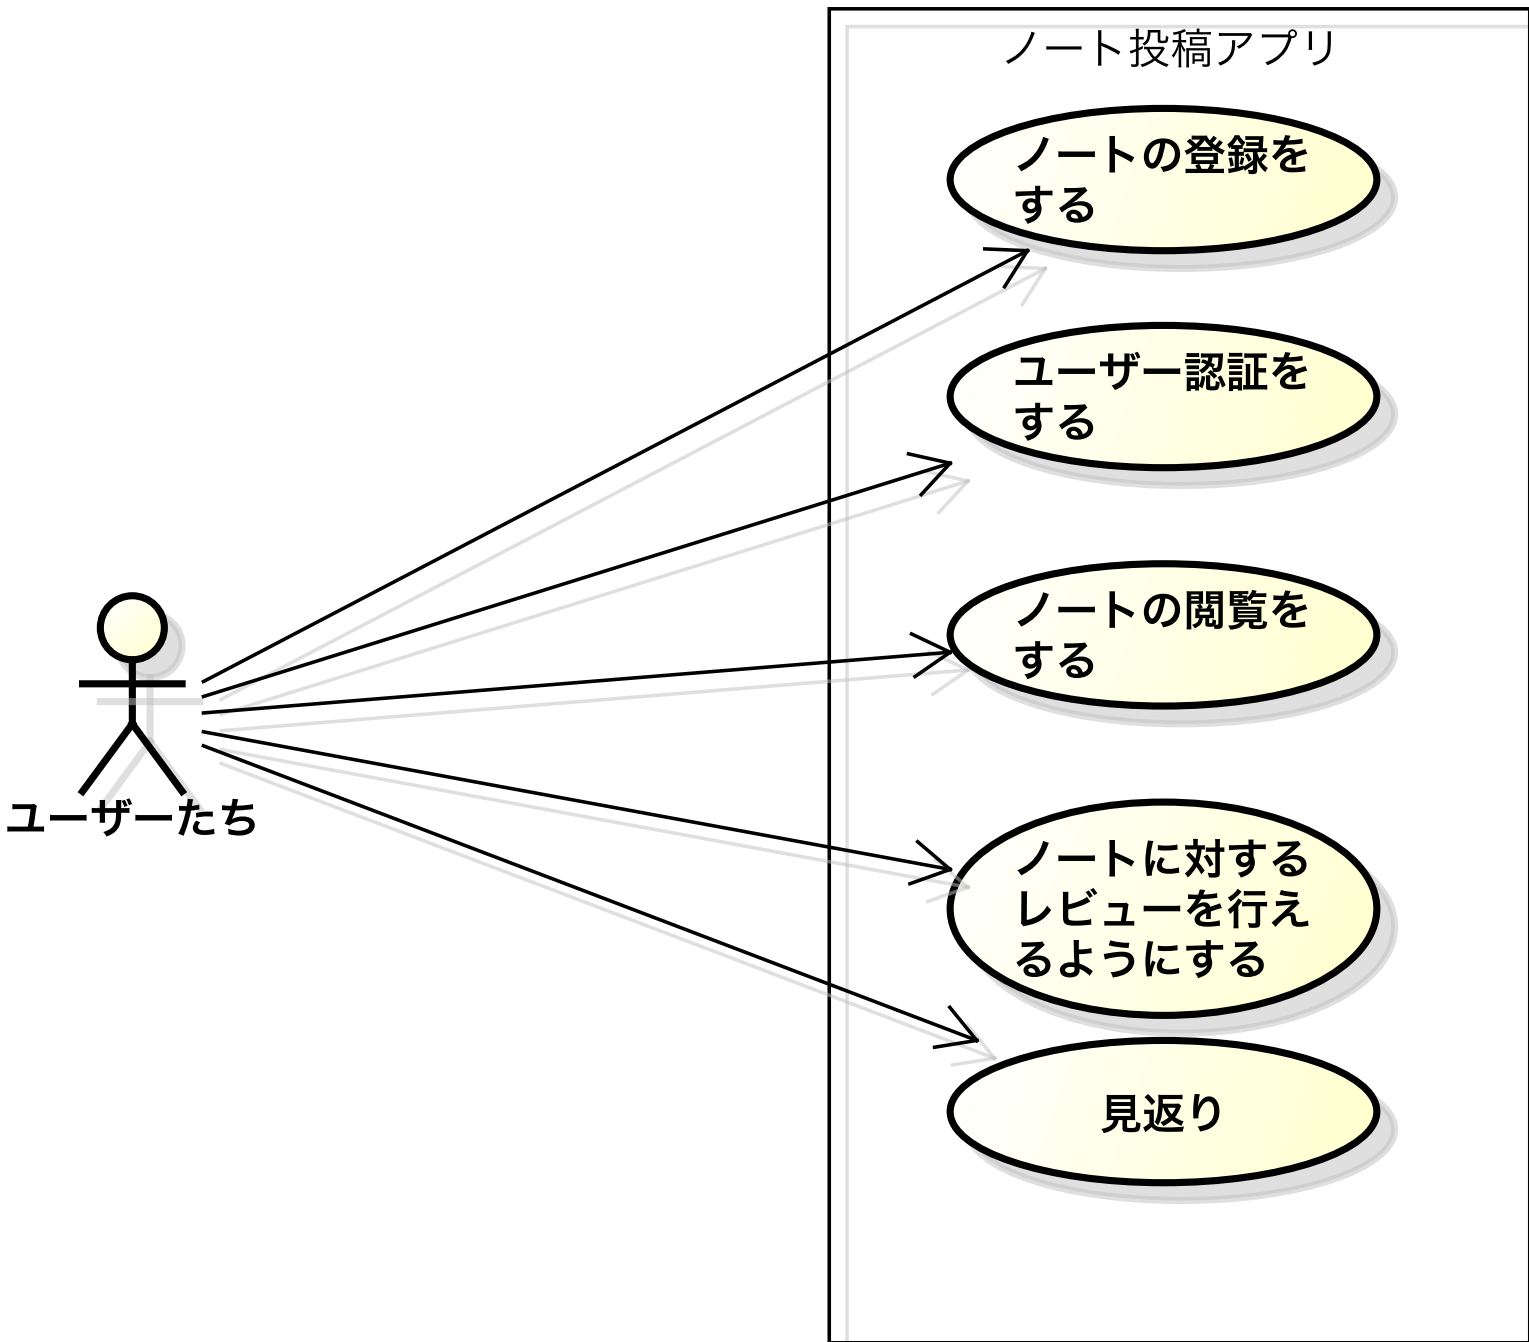 ノート投稿アプリ
ノートの登録を
する
ユーザー認証を
する
ノートの閲覧を
する
ユーザーたち
ノートに対する
レビューを行え
るようにする
見返り